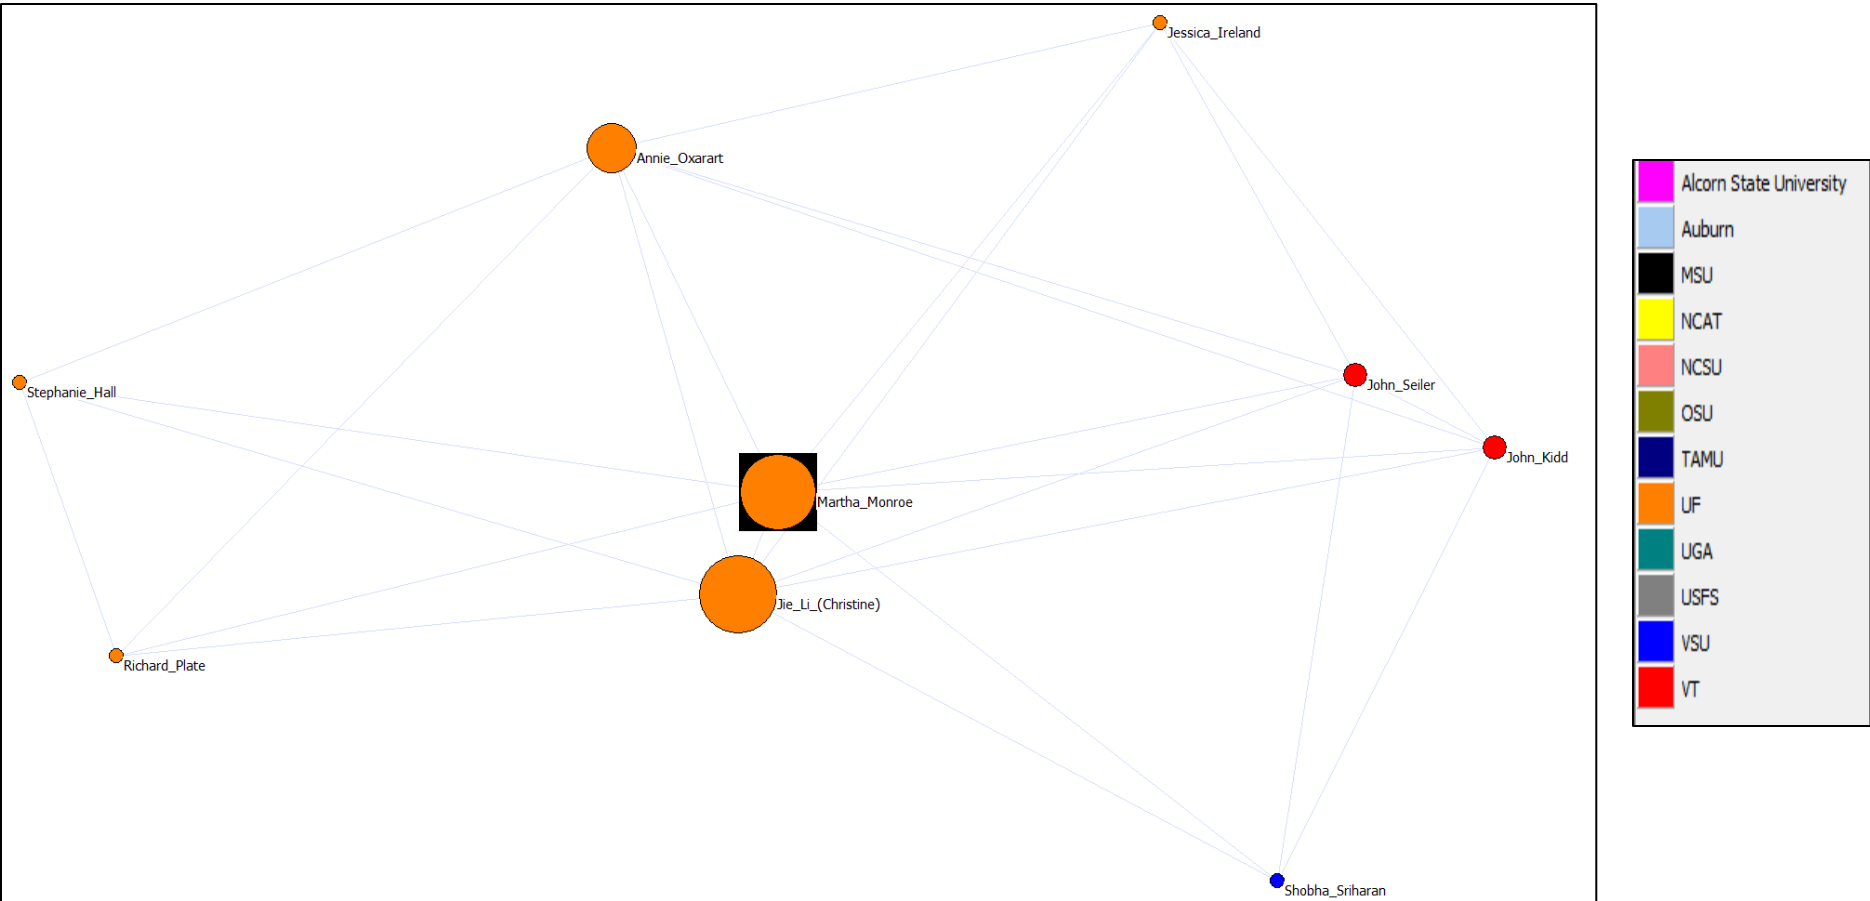 Jessica_Ireland
Annie_Oxarart
Stephanie_Hall
John_Seiler
John_Kidd
Martha_Monroe
Jie_Li_(Christine)
Richard_Plate
Shobha_Sriharan
Alcorn State University
Auburn
MSU
NCAT
NCSU
OSU
TAMU
UF
UGA
USFS
VSU
VT